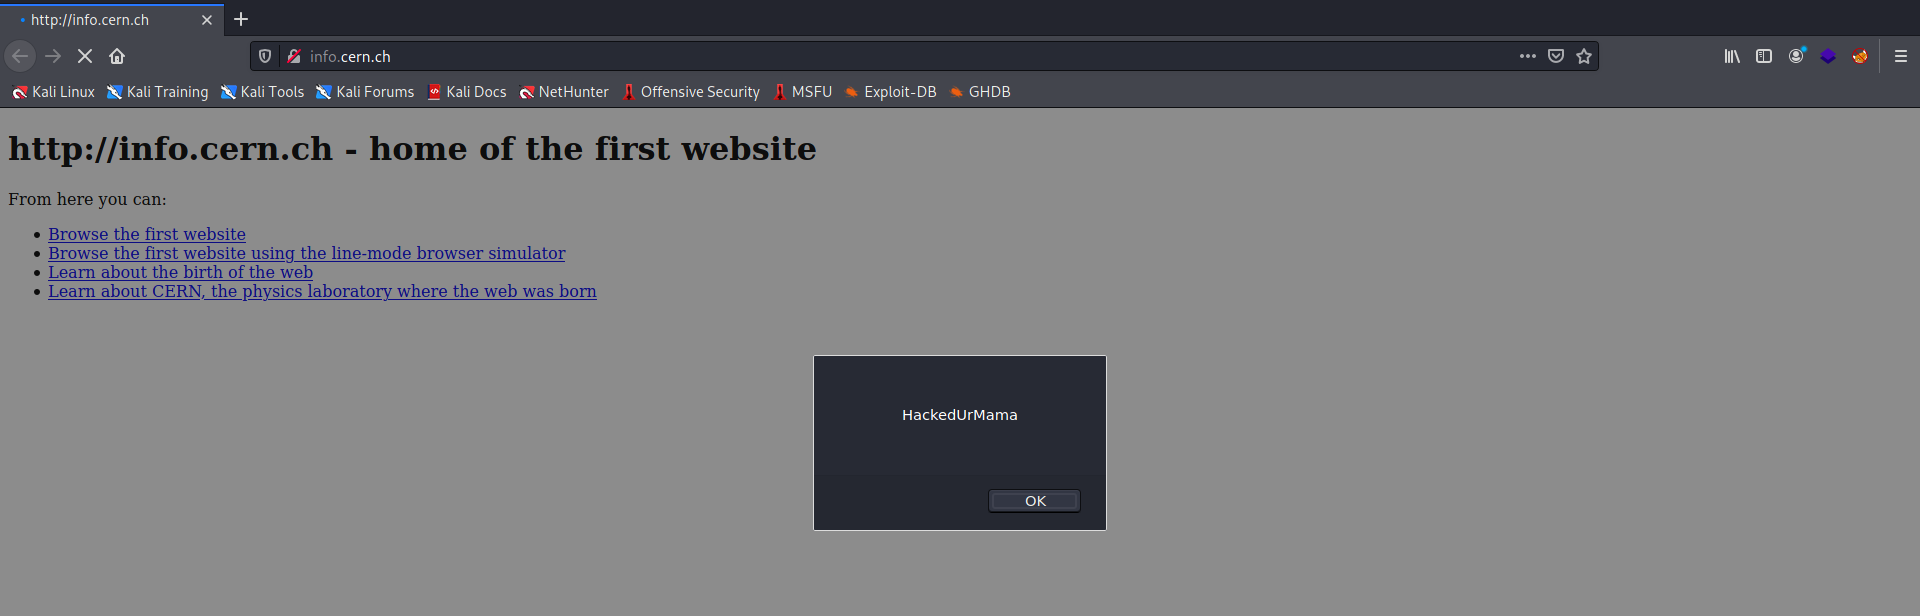 http://info.cern.ch
info.cern.ch
Kali Linux Kali Training Kali Tools Kali Forums Kali Docs NetHunter Offensive Security MSFU Exploit-DB GHDB
http://info.cern.ch - home of the first website
From here you can:
Browse the first website
Browse the first website using the line-mode browser simulator
Learn about the birth of the web
Learn about CERN, the physics laboratory where the web was born
HackedUrMama
OK